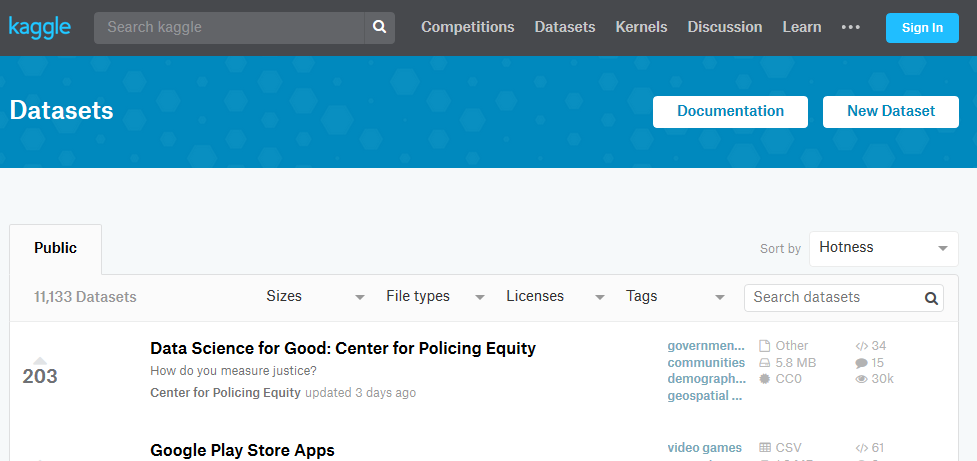 kaggle Search kaggle Competitions Datasets Kernels Discussion Learn ••• Sign In
Datasets Documentation New Dataset
Public Sort by Hotness
11,133 Datasets Sizes File types Licenses Tags Search datasets
Data Science for Good: Center for Policing Equity governmen... Other 34
203 How do you measure justice? communities 5.8 MB 15
Center for Policing Equity updated 3 days ago demograph... CC0 30k
geospatial ...
Google Play Store Apps video games CSV 61